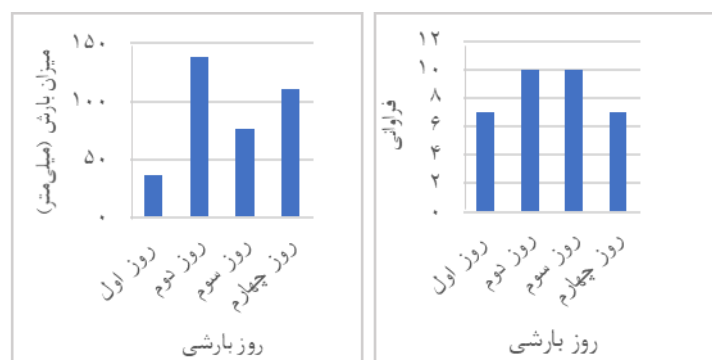 میزان بارش (میلی‌متر)
۱۵۰
۱۰۰
۵۰
۰
روز اول
روز دوم
روز سوم
روز چهارم
روز بارشی
فراوانی
۱۲
۱۰
۸
۶
۴
۲
۰
روز اول
روز دوم
روز سوم
روز چهارم
روز بارشی